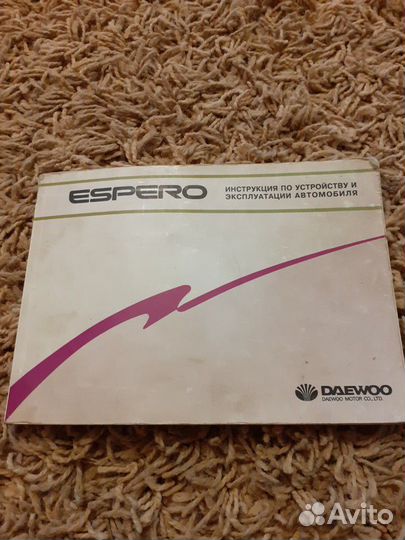 ESPERO
ИНСТРУКЦИЯ ПО УСТРОЙСТВУ И
ЭКСПЛУАТАЦИИ АВТОМОБИЛЯ
DAEWOO
DAEWOO MOTOR CO., LTD.
Avito